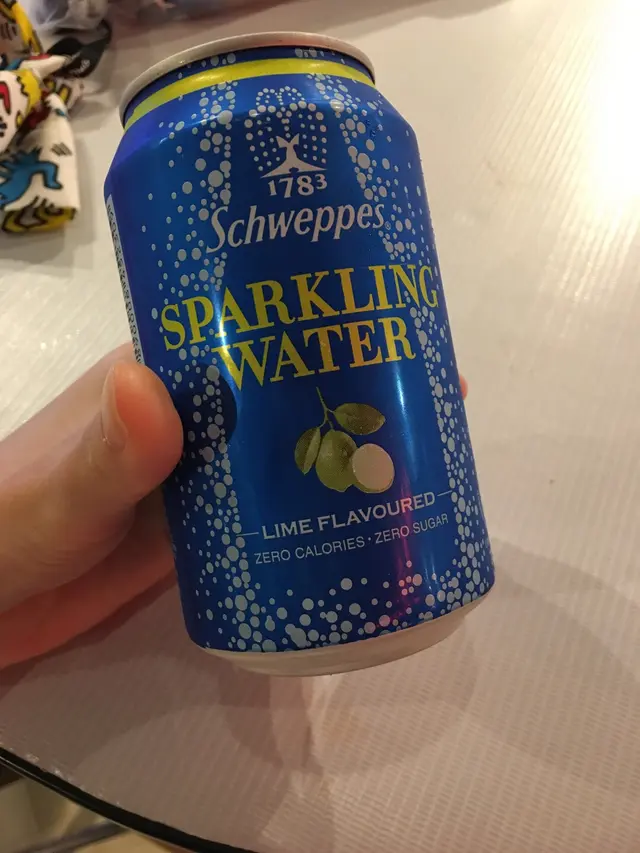 1783
Schweppes
SPARKLING
WATER
LIME FLAVOURED
ZERO CALORIES • ZERO SUGAR